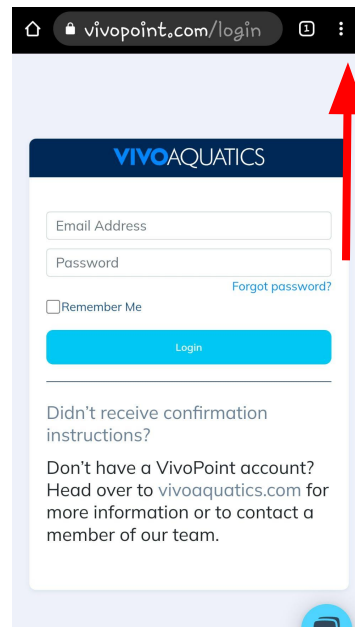 vivopoint.com/login 1
VIVOAQUATICS
Email Address
Password
Forgot password?
Remember Me
Login
Didn't receive confirmation
instructions?
Don't have a VivoPoint account?
Head over to vivoaquatics.com for
more information or to contact a
member of our team.